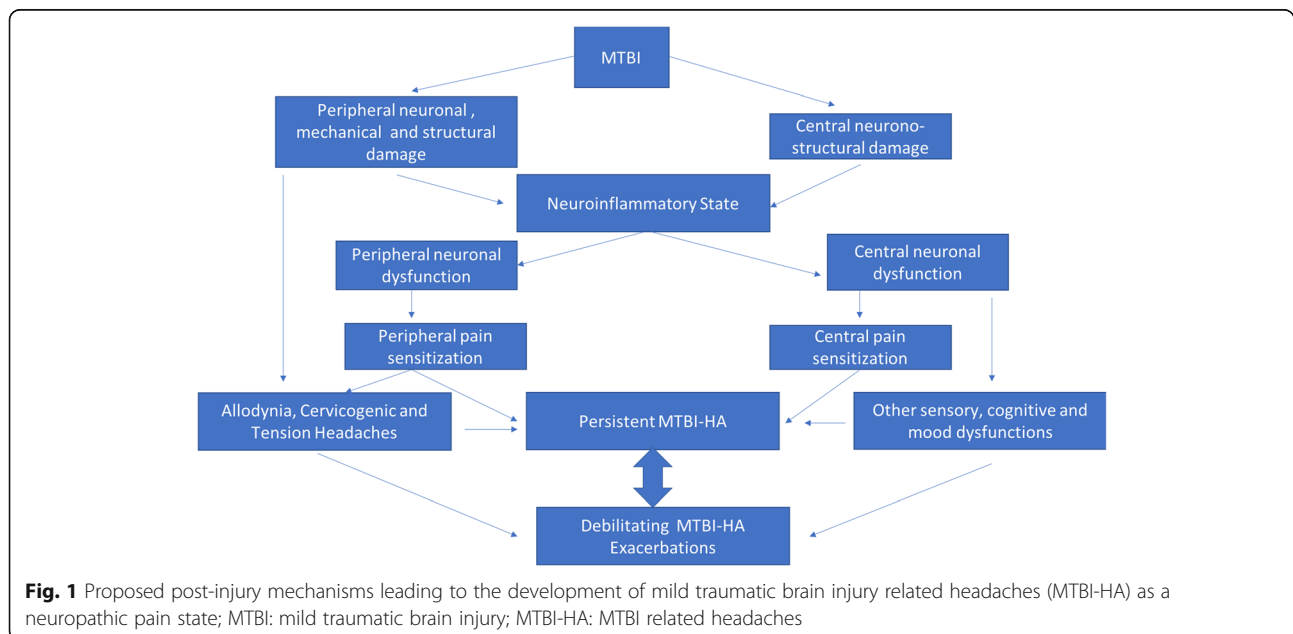 MTBI
Peripheral neuronal ,
mechanical and structural
damage
Central neurono-
structural damage
Neuroinflammatory State
Peripheral neuronal
dysfunction
Central neuronal
dysfunction
Peripheral pain
sensitization
Central pain
sensitization
Allodynia, Cervicogenic and
Tension Headaches
Persistent MTBI-HA
Other sensory, cognitive and
mood dysfunctions
Debilitating MTBI-HA
Exacerbations
Fig. 1 Proposed post-injury mechanisms leading to the development of mild traumatic brain injury related headaches (MTBI-HA) as a
neuropathic pain state; MTBI: mild traumatic brain injury; MTBI-HA: MTBI related headaches